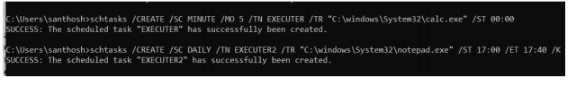 C:\Users\santhosh>schtasks /CREATE /SC MINUTE /MO 5 /TN EXECUTER /TR "C:\windows\System32\calc.exe" /ST 00:00
SUCCESS: The scheduled task "EXECUTER" has successfully been created.
C:\Users\santhosh>schtasks /CREATE /SC DAILY /TN EXECUTER2 /TR "C:\windows\System32\notepad.exe" /ST 17:00 /ET 17:40 /K
SUCCESS: The scheduled task "EXECUTER2" has successfully been created.